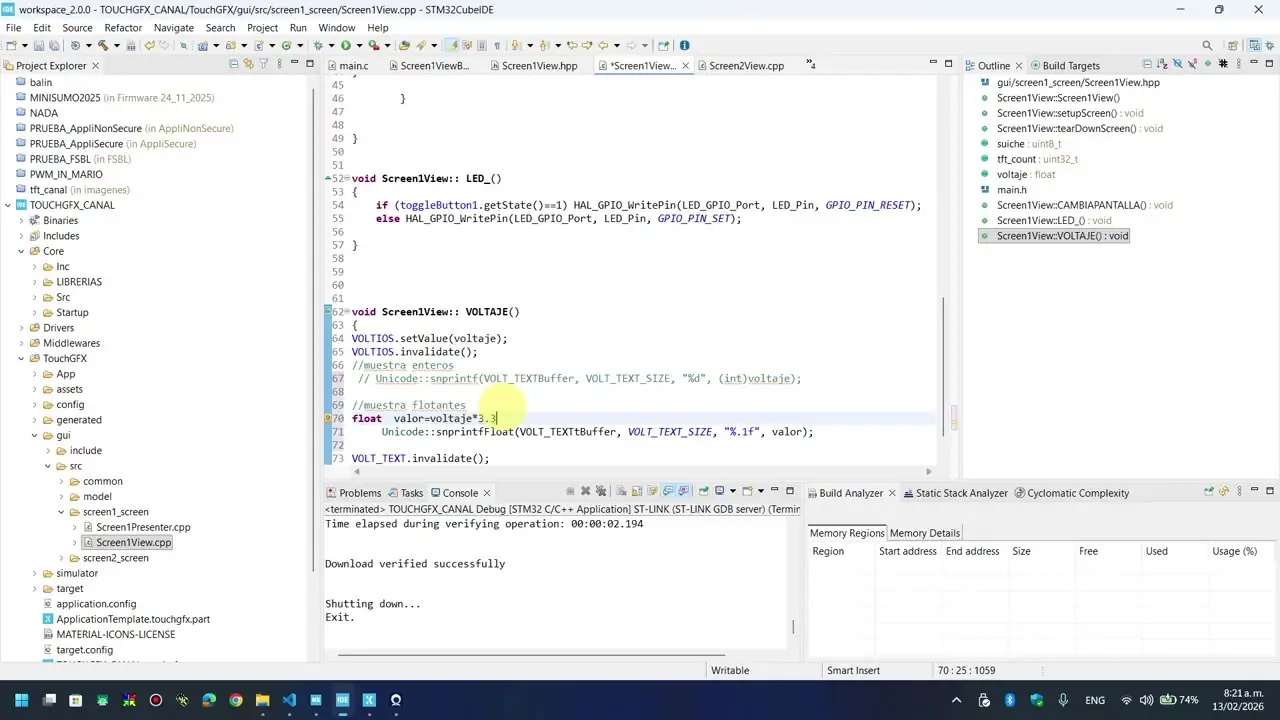 workspace_2.0.0 - TOUCHGFX_CANAL/TouchGFX/gui/src/screen1_screen/Screen1View.cpp - STM32CubeIDE
File Edit Source Refactor Navigate Search Project Run Window Help
Project Explorer
balin
MINISUMO2025 (in Firmware 24_11_2025)
NADA
PRUEBA_AppliNonSecure (in AppliNonSecure)
PRUEBA_AppliSecure (in AppliSecure)
PRUEBA_FSBL (in FSBL)
PWM_IN_MARIO
tft_canal (in imagenes)
TOUCHGFX_CANAL
Binaries
Includes
Core
Inc
LIBRERIAS
Src
Startup
Drivers
Middlewares
TouchGFX
App
assets
config
generated
gui
include
src
common
model
screen1_screen
Screen1Presenter.cpp
Screen1View.cpp
screen2_screen
simulator
target
application.config
ApplicationTemplate.touchgfx.part
MATERIAL-ICONS-LICENSE
target.config
main.c Screen1ViewB... Screen1View.hpp *Screen1View... Screen2View.cpp »4
45
46 }
47
48
49 }
50
51
52 void Screen1View:: LED_()
53 {
54 if (toggleButton1.getState()==1) HAL_GPIO_WritePin(LED_GPIO_Port, LED_Pin, GPIO_PIN_RESET);
55 else HAL_GPIO_WritePin(LED_GPIO_Port, LED_Pin, GPIO_PIN_SET);
56
57 }
58
59
60
61
62 void Screen1View:: VOLTAJE()
63 {
64 VOLTIOS.setValue(voltaje);
65 VOLTIOS.invalidate();
66 //muestra enteros
67 // Unicode::snprintf(VOLT_TEXTBuffer, VOLT_TEXT_SIZE, "%d", (int)voltaje);
68
69 //muestra flotantes
70 float valor=voltaje*3.3
71 Unicode::snprintfFloat(VOLT_TEXTtBuffer, VOLT_TEXT_SIZE, "%.1f", valor);
72
73 VOLT_TEXT.invalidate();
Outline Build Targets
gui/screen1_screen/Screen1View.hpp
Screen1View::Screen1View()
Screen1View::setupScreen() : void
Screen1View::tearDownScreen() : void
suiche : uint8_t
tft_count : uint32_t
voltaje : float
main.h
Screen1View::CAMBIAPANTALLA() : void
Screen1View::LED_() : void
Screen1View::VOLTAJE() : void
Problems Tasks Console
<terminated> TOUCHGFX_CANAL Debug [STM32 C/C++ Application] ST-LINK (ST-LINK GDB server) (Termin
Time elapsed during verifying operation: 00:00:02.194
Download verified successfully
Shutting down...
Exit.
Build Analyzer Static Stack Analyzer Cyclomatic Complexity
Memory Regions Memory Details
Region Start address End address Size Free Used Usage (%)
Writable Smart Insert 70 : 25 : 1059
ENG 74% 8:21 a.m.
13/02/2026